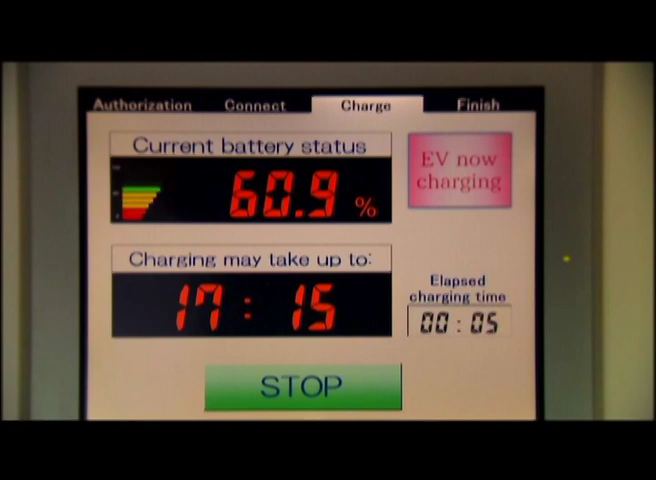 Authorization Connect Charge Finish
Current battery status
60.9 %
EV now
charging
Charging may take up to:
17:15
Elapsed
charging time
00:05
STOP